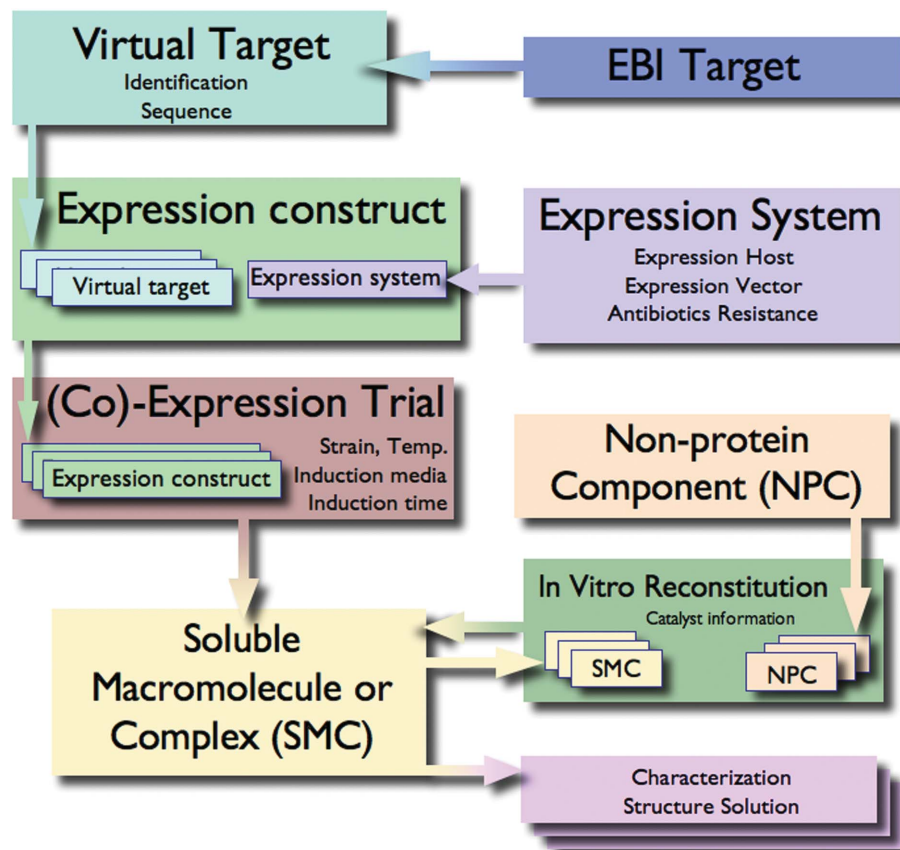 Virtual Target
Identification
Sequence
EBI Target
Expression construct
Virtual target
Expression system
Expression System
Expression Host
Expression Vector
Antibiotics Resistance
(Co)-Expression Trial
Strain, Temp.
Induction media
Induction time
Expression construct
Non-protein
Component (NPC)
In Vitro Reconstitution
Catalyst information
SMC
NPC
Soluble
Macromolecule or
Complex (SMC)
Characterization
Structure Solution